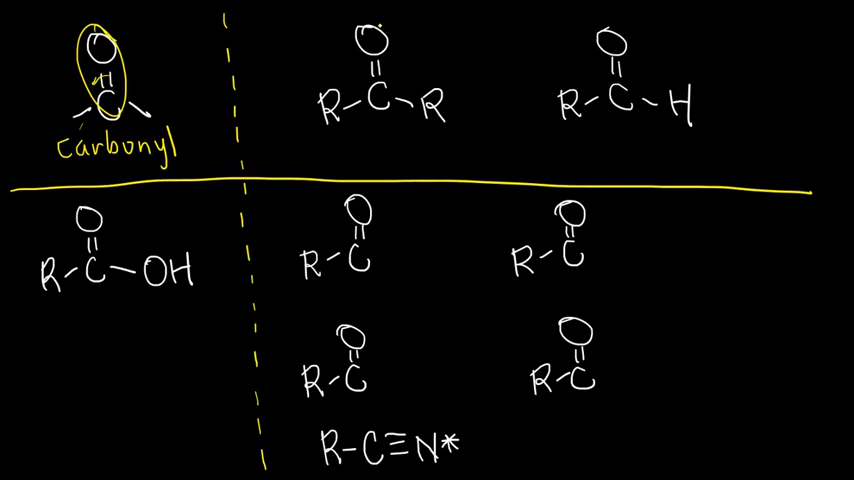 O
||
C
carbonyl
O
||
R-C-R
O
||
R-C-H
O
||
R-C-OH
O
||
R-C
O
||
R-C
O
||
R-C
O
||
R-C
R-C≡N*